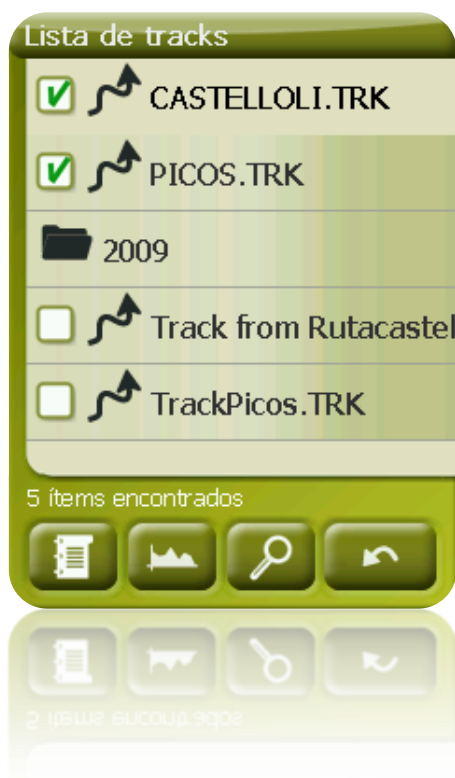 Lista de tracks
CASTELLOLI.TRK
PICOS.TRK
2009
Track from Rutacastel
TrackPicos.TRK
5 ítems encontrados